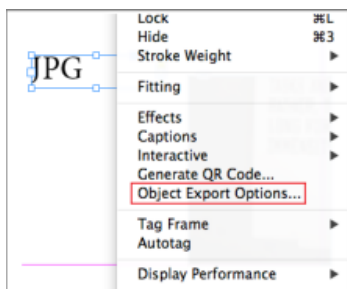 Lock ⌘L
Hide ⌘3
JPG
Stroke Weight
Fitting
Effects
Captions
Interactive
Generate QR Code...
Object Export Options...
Tag Frame
Autotag
Display Performance